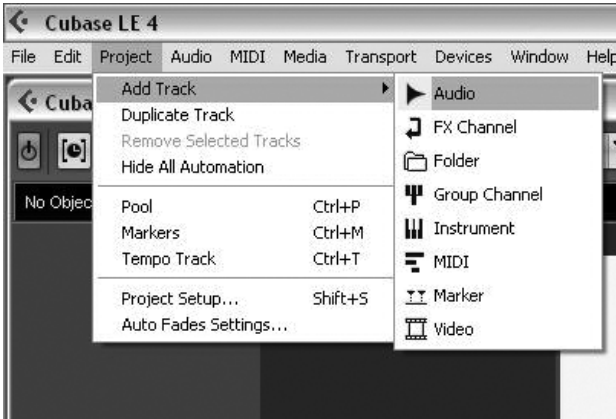 Cubase LE 4
File Edit Project Audio MIDI Media Transport Devices Window Help
Cuba
No Objec
Add Track
Duplicate Track
Remove Selected Tracks
Hide All Automation
Pool Ctrl+P
Markers Ctrl+M
Tempo Track Ctrl+T
Project Setup... Shift+S
Auto Fades Settings...
Audio
FX Channel
Folder
Group Channel
Instrument
MIDI
Marker
Video